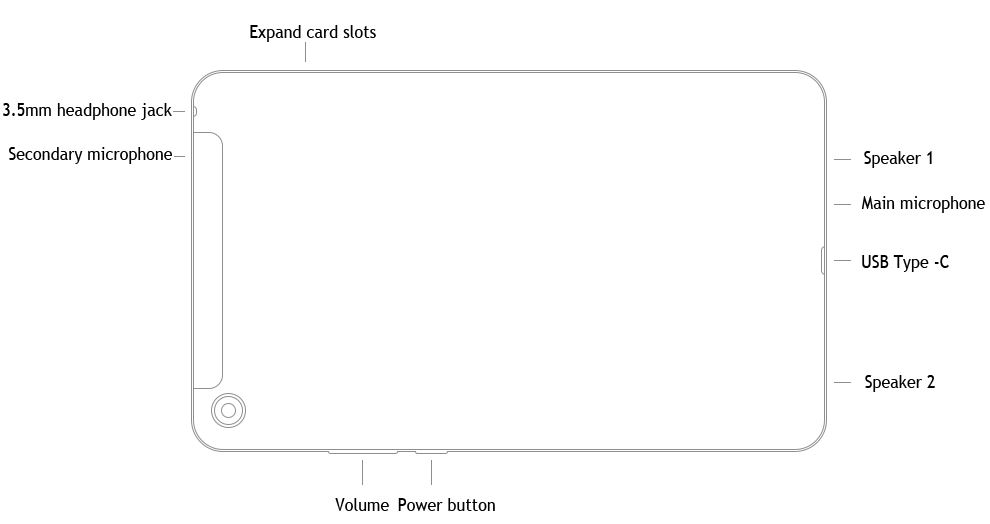 Expand card slots
3.5mm headphone jack
Secondary microphone
Speaker 1
Main microphone
USB Type -C
Speaker 2
Volume Power button